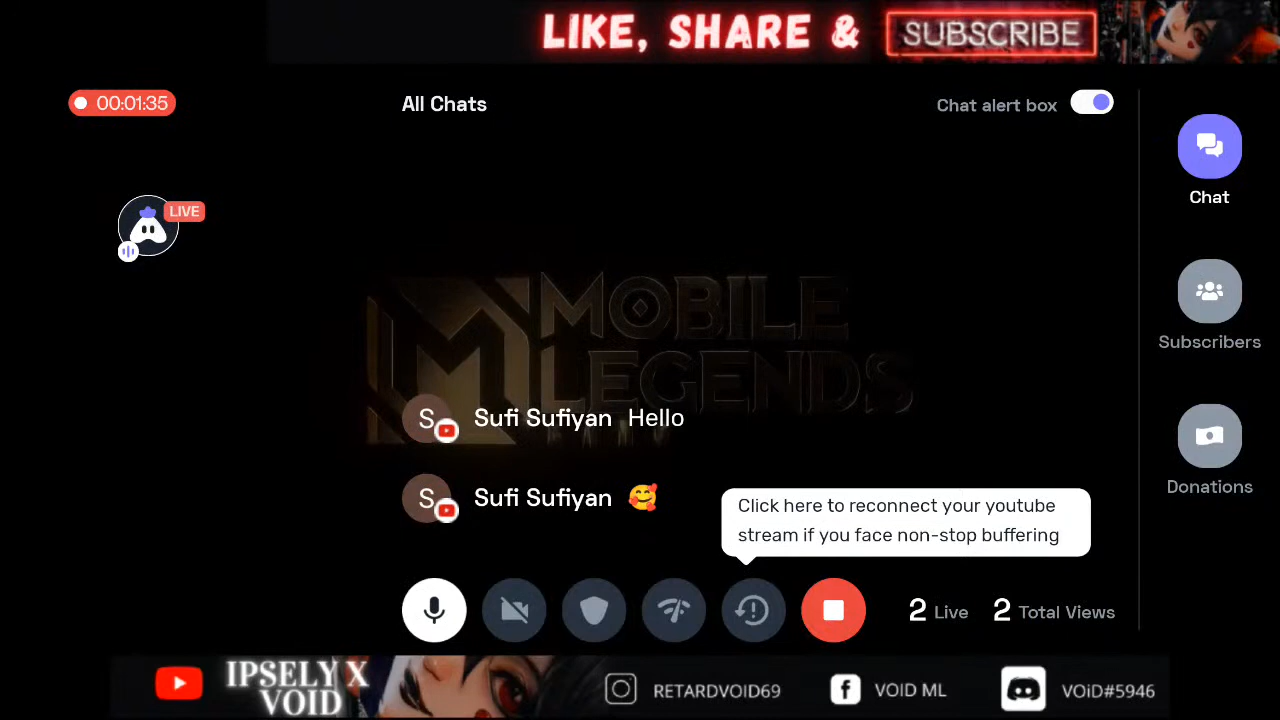 LIKE, SHARE & SUBSCRIBE
00:01:35
All Chats
Chat alert box
LIVE
Chat
MOBILE
LEGENDS
Subscribers
S Sufi Sufiyan Hello
Donations
S Sufi Sufiyan 🥰
Click here to reconnect your youtube
stream if you face non-stop buffering
2 Live 2 Total Views
IPSELY X
VOID
RETARDVOID69
VOID ML
VOiD#5946